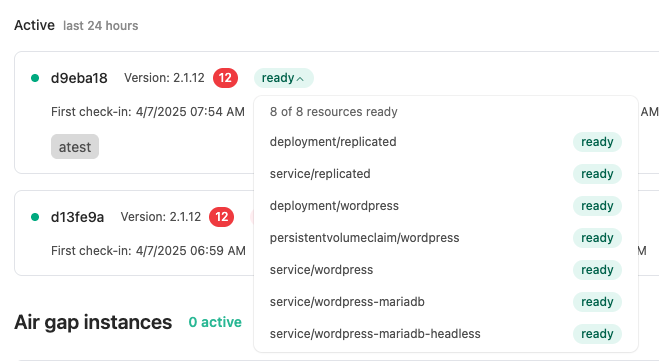 Active last 24 hours
d9eba18 Version: 2.1.12 12 ready
First check-in: 4/7/2025 07:54 AM
AM
atest
8 of 8 resources ready
deployment/replicated ready
service/replicated ready
deployment/wordpress ready
persistentvolumeclaim/wordpress ready
service/wordpress ready
service/wordpress-mariadb ready
service/wordpress-mariadb-headless ready
d13fe9a Version: 2.1.12 12
First check-in: 4/7/2025 06:59 AM
M
Air gap instances 0 active